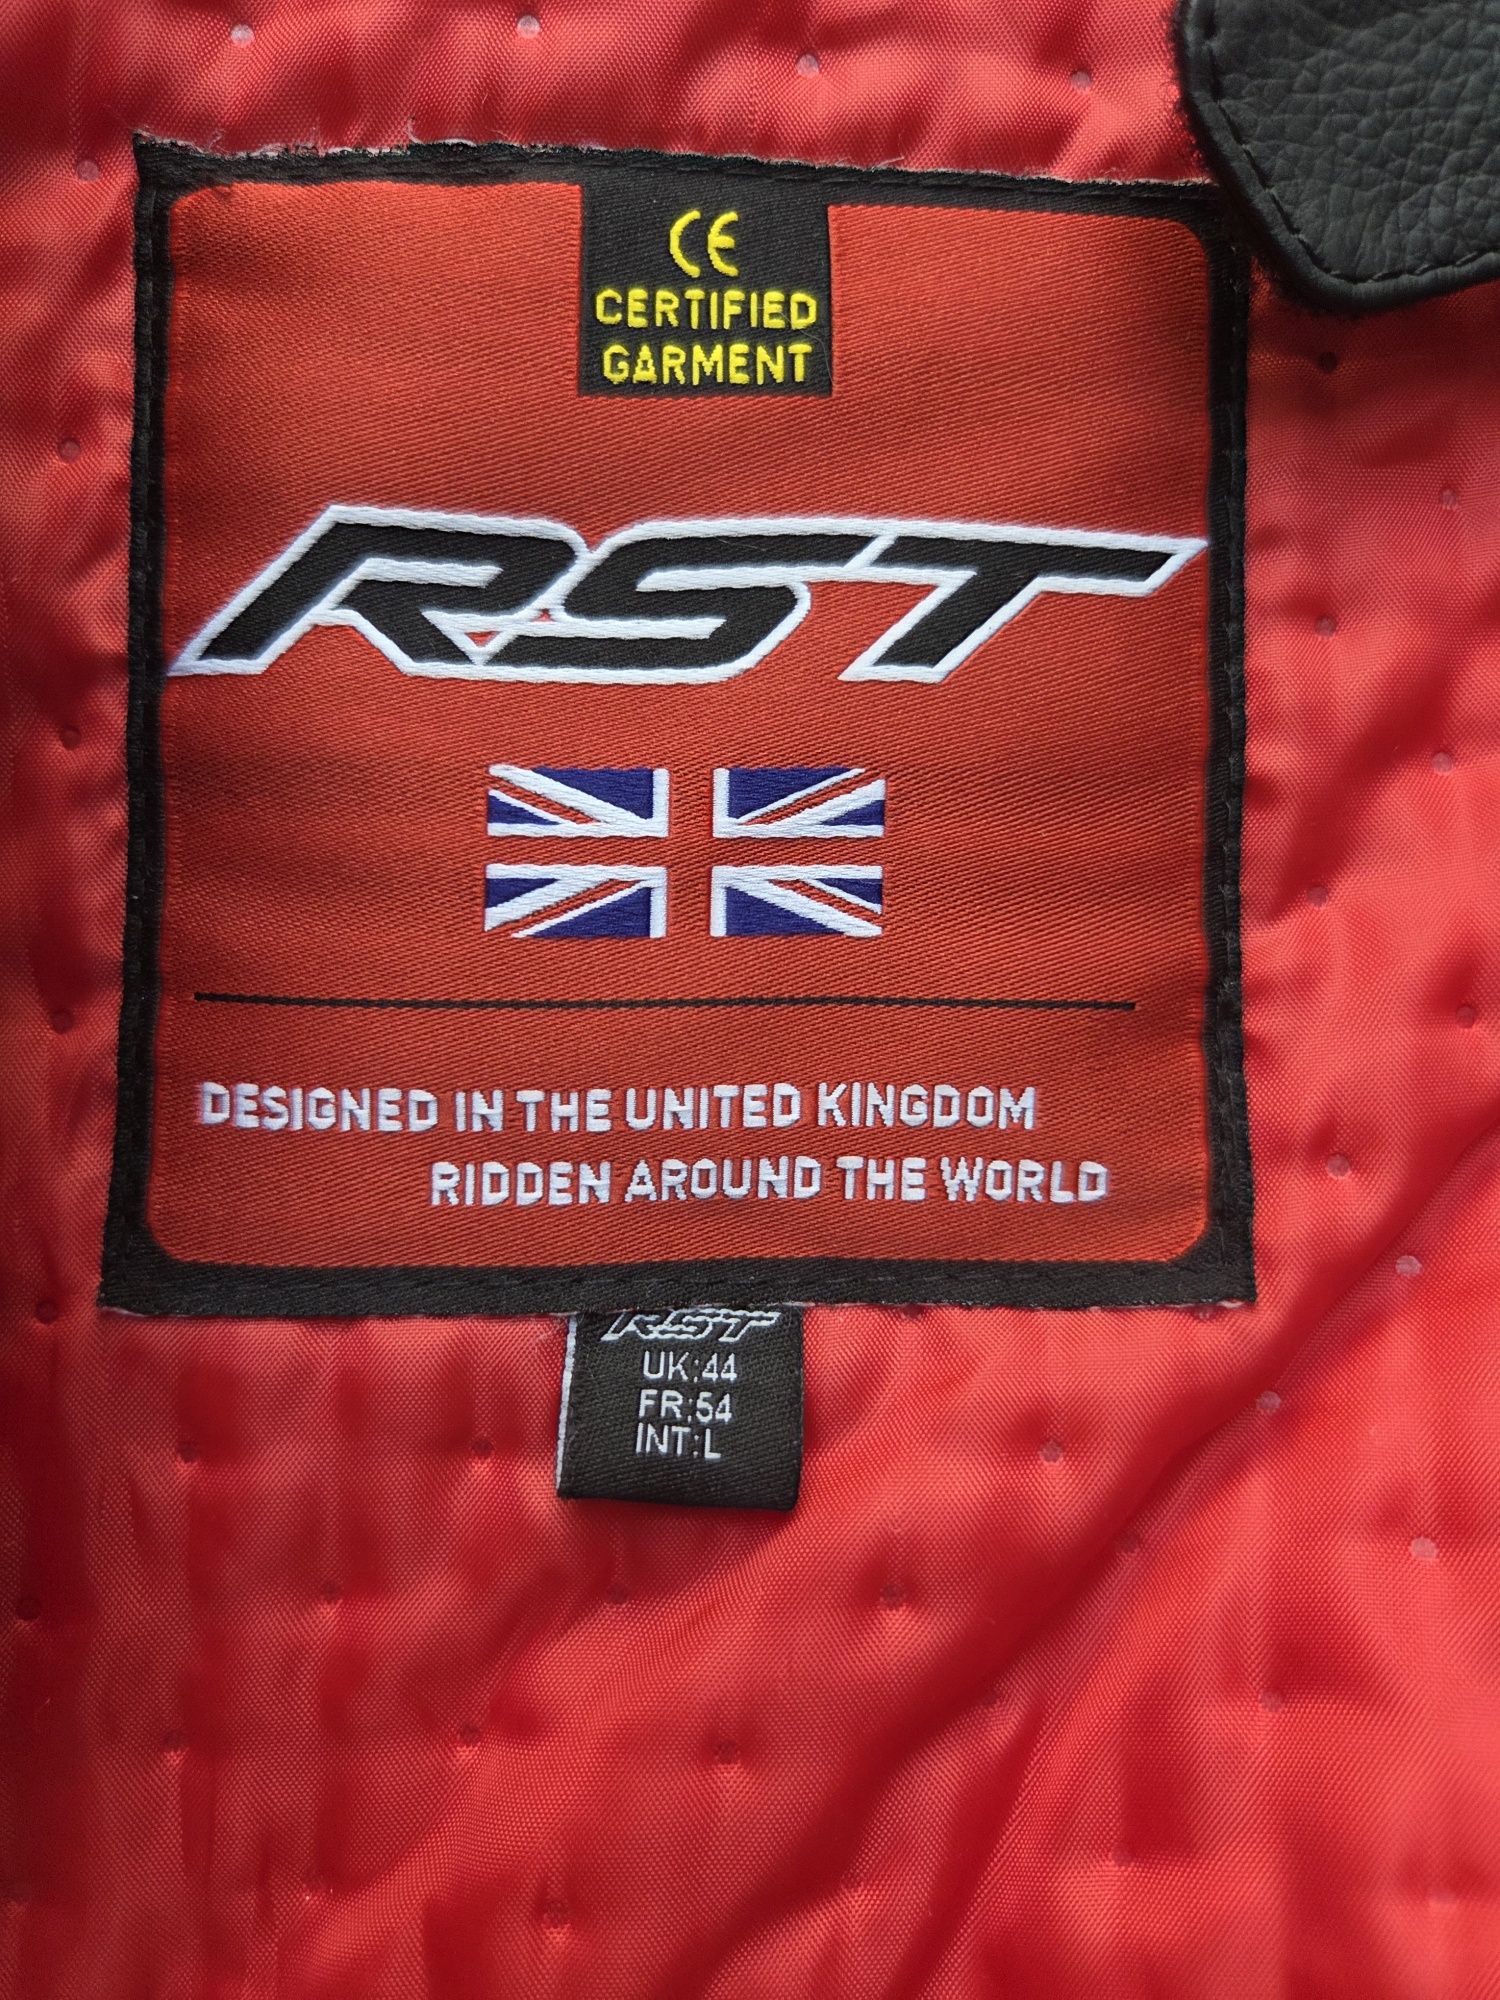 CE
CERTIFIED
GARMENT
RST
DESIGNED IN THE UNITED KINGDOM
RIDDEN AROUND THE WORLD
RST
UK:44
FR:54
INT:L